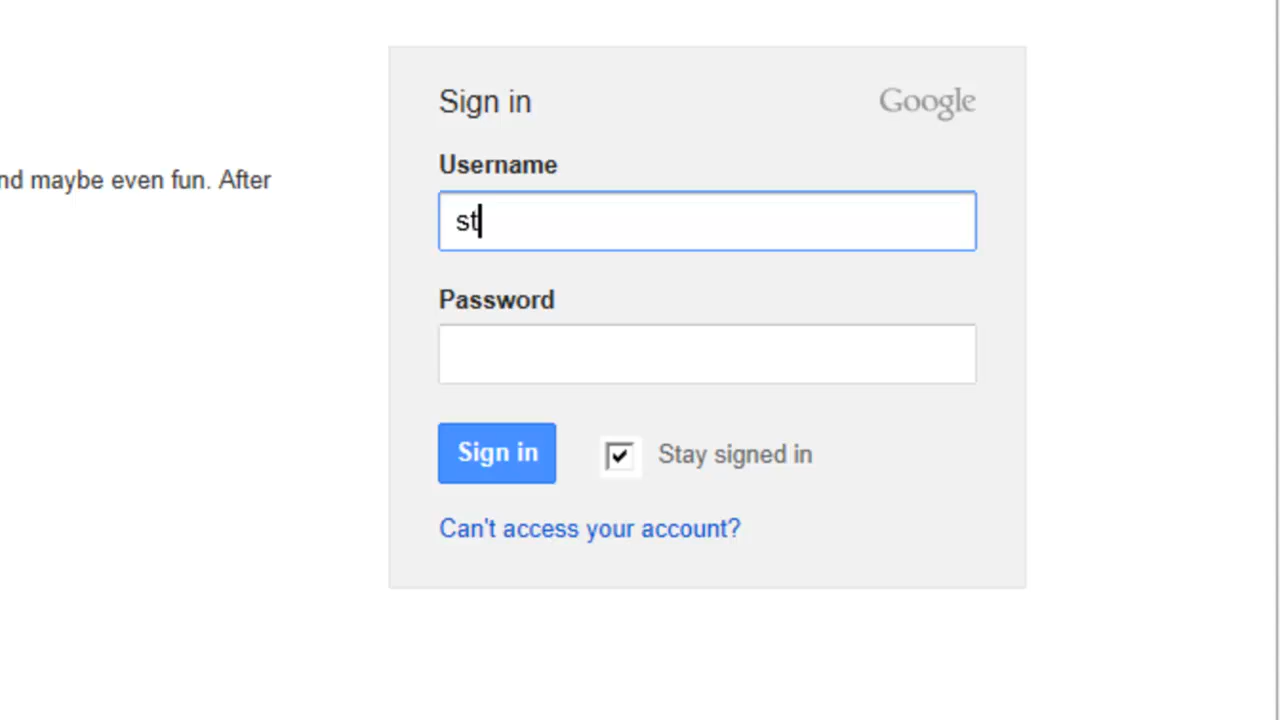 Sign in Google
Username
nd maybe even fun. After
st
Password
Sign in Stay signed in
Can't access your account?